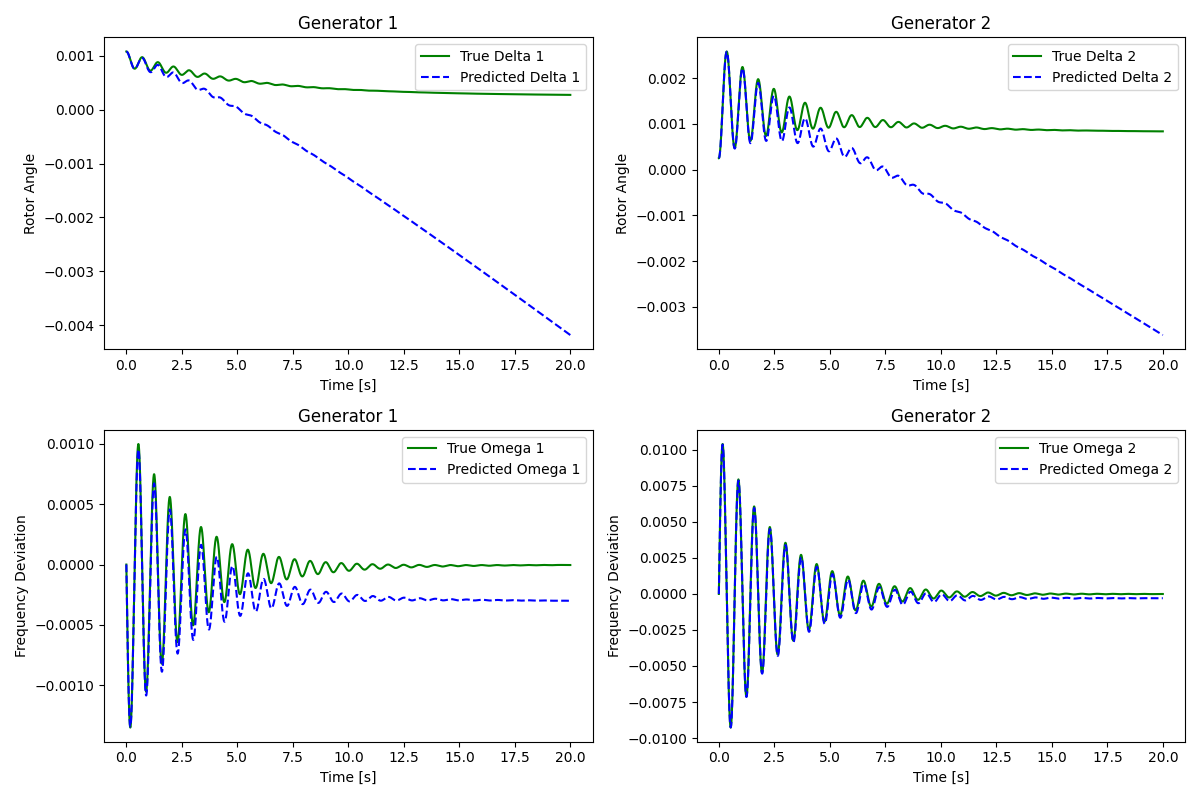 Generator 1
True Delta 1
Predicted Delta 1
0.001
0.000
−0.001
−0.002
−0.003
−0.004
Rotor Angle
0.0 2.5 5.0 7.5 10.0 12.5 15.0 17.5 20.0
Time [s]
Generator 2
True Delta 2
Predicted Delta 2
0.002
0.001
0.000
−0.001
−0.002
−0.003
Rotor Angle
0.0 2.5 5.0 7.5 10.0 12.5 15.0 17.5 20.0
Time [s]
Generator 1
True Omega 1
Predicted Omega 1
0.0010
0.0005
0.0000
−0.0005
−0.0010
Frequency Deviation
0.0 2.5 5.0 7.5 10.0 12.5 15.0 17.5 20.0
Time [s]
Generator 2
True Omega 2
Predicted Omega 2
0.0100
0.0075
0.0050
0.0025
0.0000
−0.0025
−0.0050
−0.0075
−0.0100
Frequency Deviation
0.0 2.5 5.0 7.5 10.0 12.5 15.0 17.5 20.0
Time [s]